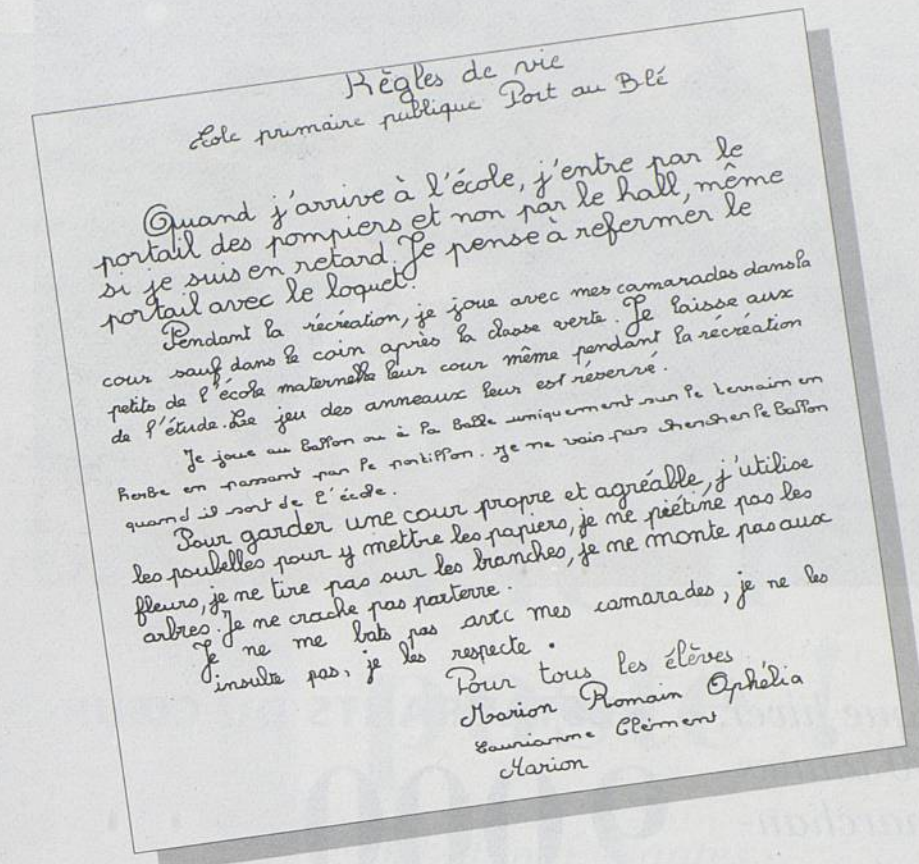 Règles de vie
École primaire publique Port au Blé
Quand j'arrive à l'école, j'entre par le
portail des pompiers et non par le hall, même
si je suis en retard. Je pense à refermer le
portail avec le loquet.
Pendant la récréation, je joue avec mes camarades dans la
cour sauf dans le coin après la classe verte. Je laisse aux
petits de l'école maternelle leur cour même pendant la récréation
de l'étude. Le jeu des anneaux leur est réservé.
Je joue au ballon ou à la balle uniquement sur le terrain en
herbe en passant par le portillon. Je ne vais pas chercher le ballon
quand il sort de l'école.
Pour garder une cour propre et agréable, j'utilise
les poubelles pour y mettre les papiers, je ne piétine pas les
fleurs, je ne tire pas sur les branches, je ne monte pas aux
arbres. Je ne crache pas parterre.
Je ne me bats pas avec mes camarades, je ne les
insulte pas, je les respecte.
Pour tous les élèves
Marion Romain Ophélia
Laurianne Clément
Marion